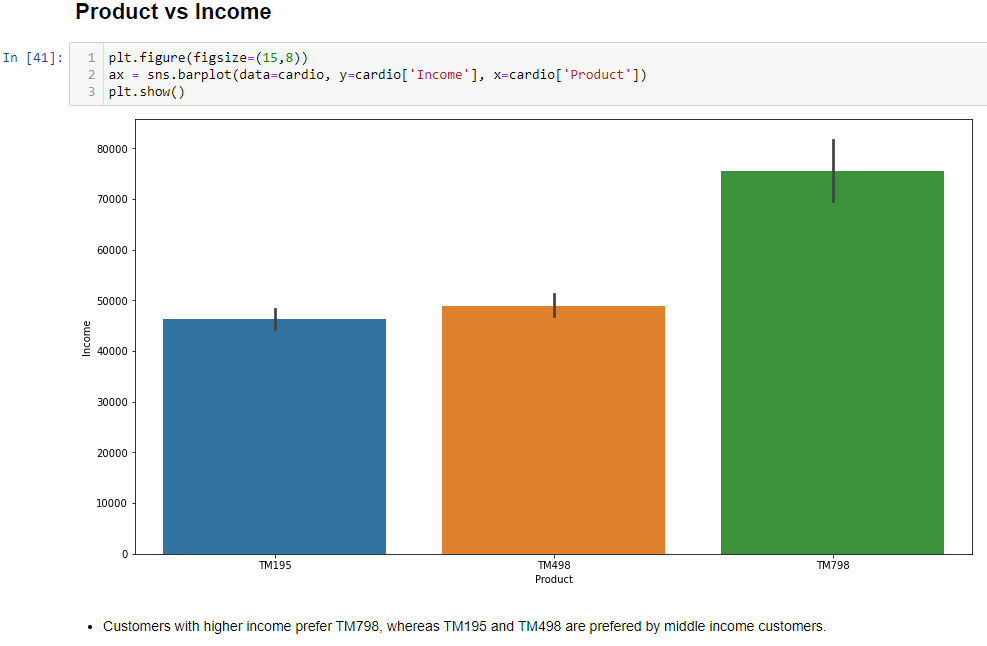 Product vs Income
In [41]:
1 plt.figure(figsize=(15,8))
2 ax = sns.barplot(data=cardio, y=cardio['Income'], x=cardio['Product'])
3 plt.show()
80000
70000
60000
50000
40000
30000
20000
10000
0
Income
TM195 TM498 TM798
Product
• Customers with higher income prefer TM798, whereas TM195 and TM498 are prefered by middle income customers.